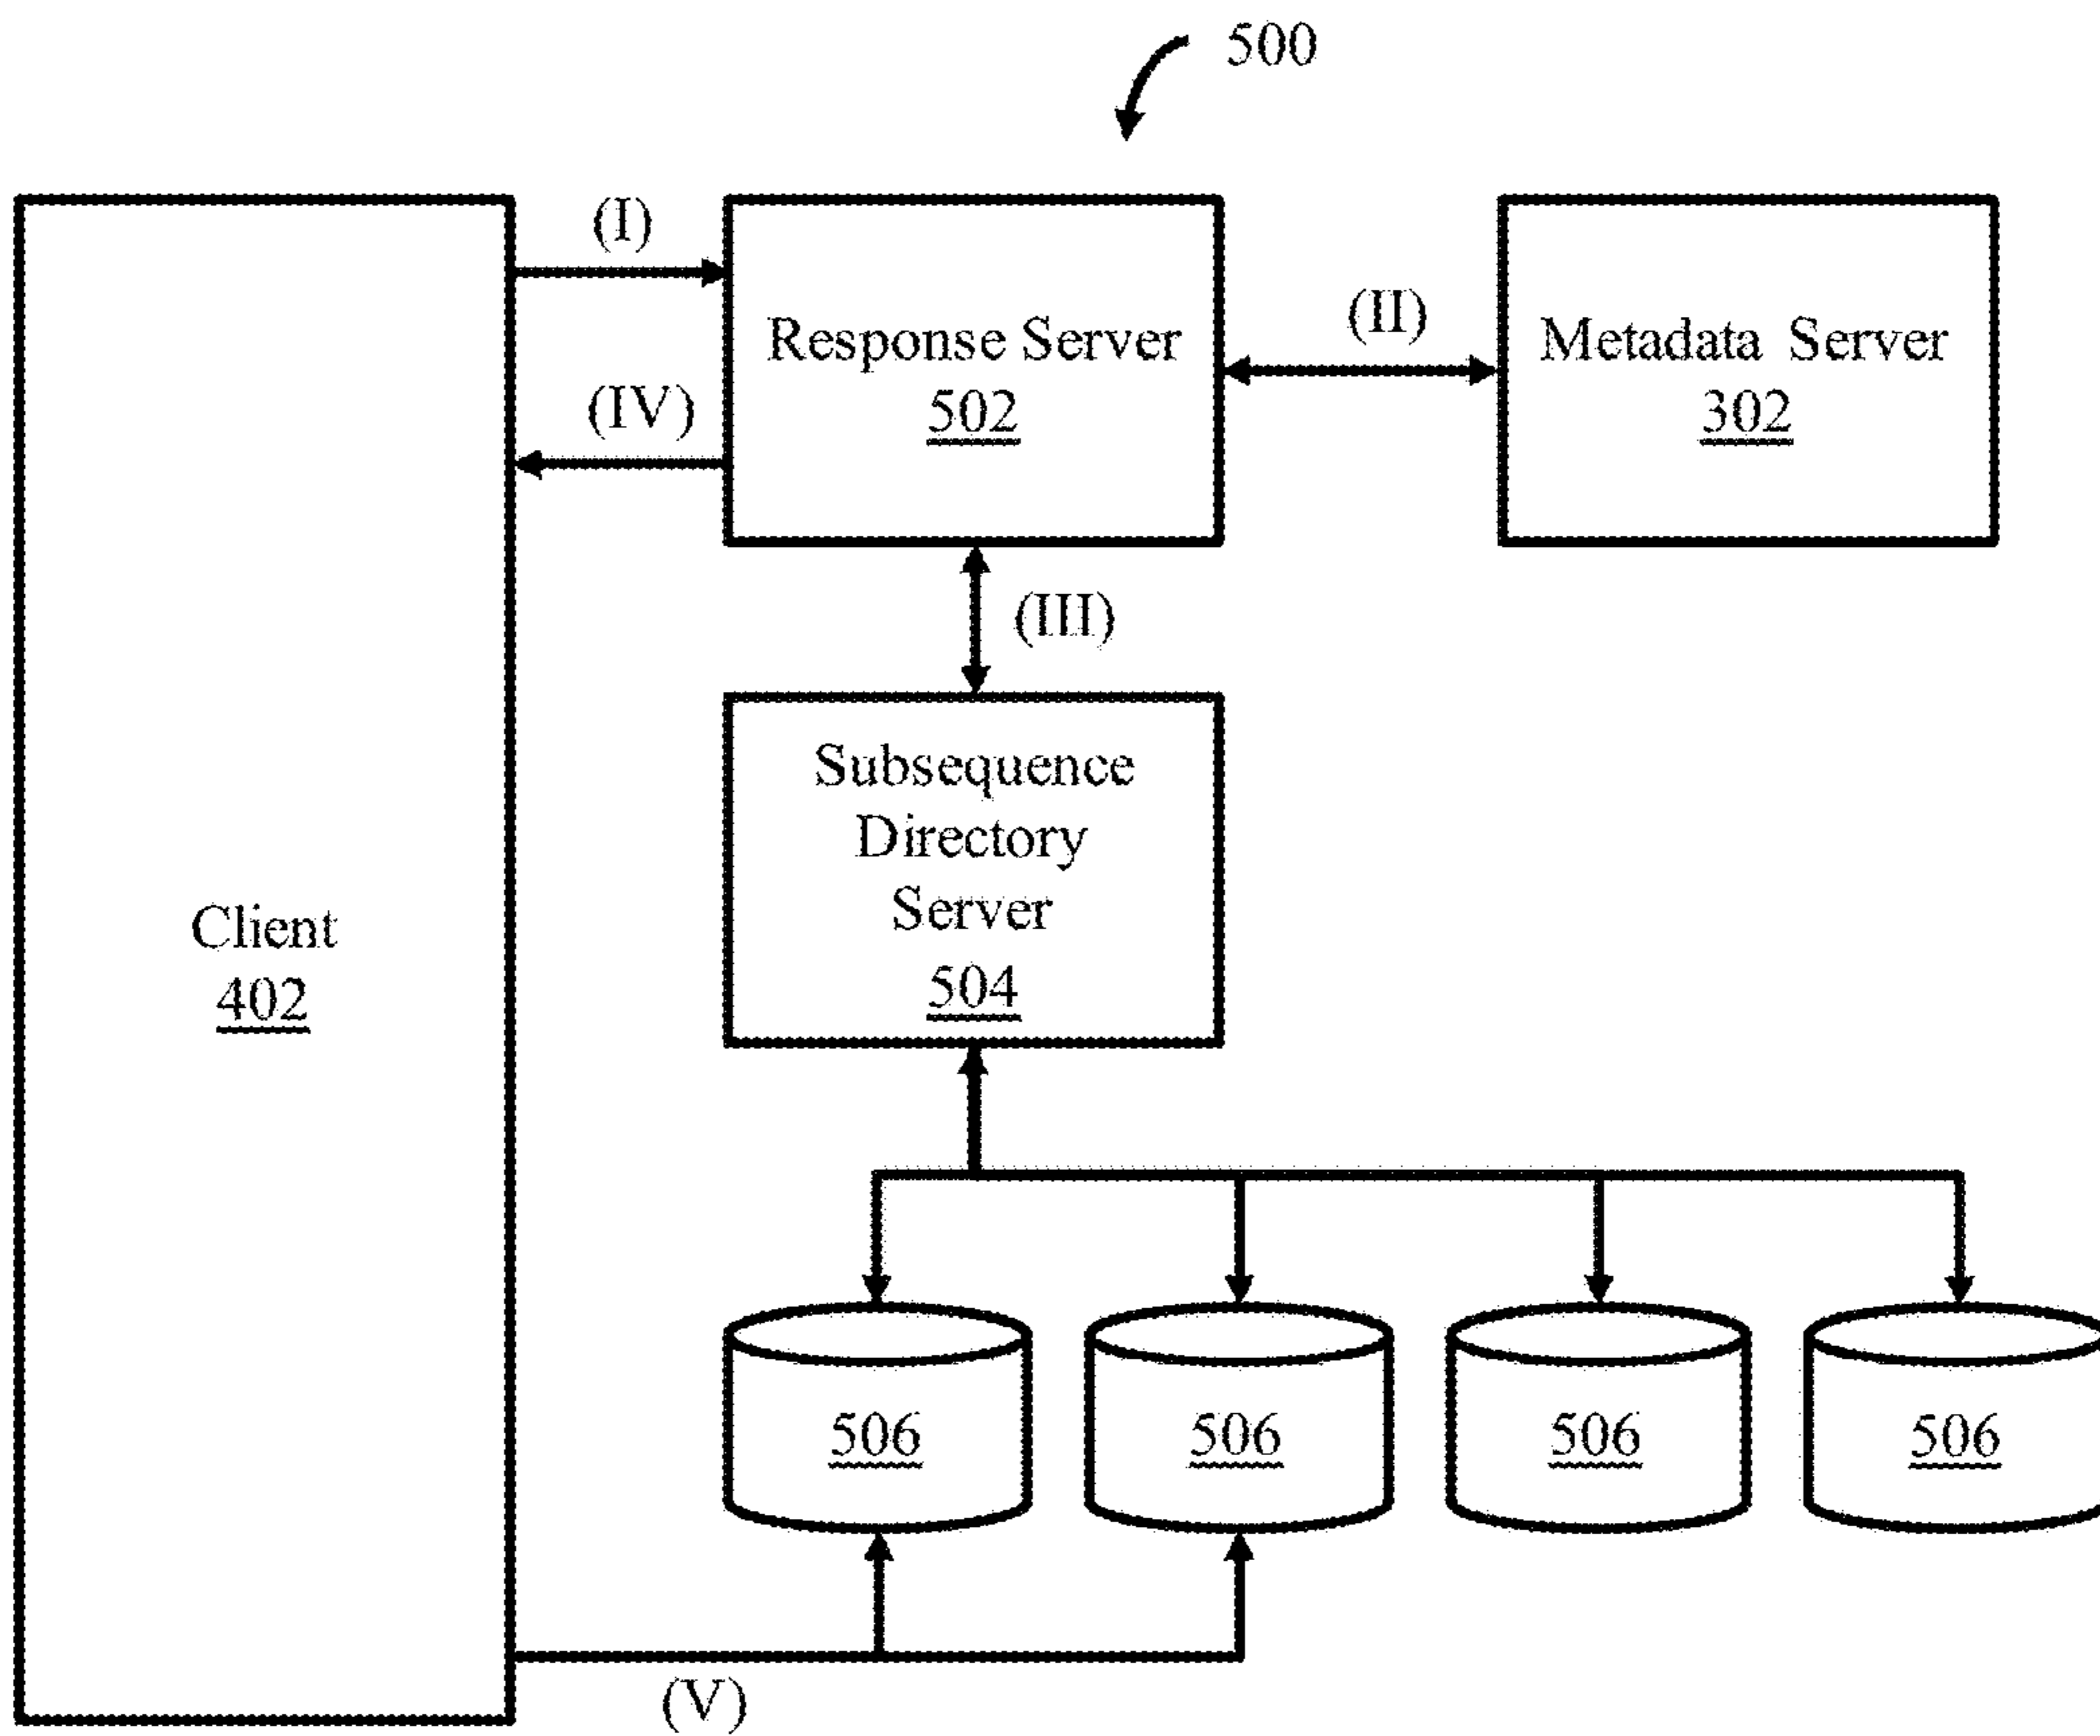 500
(I)
Response Server
502
(II)
Metadata Server
302
(IV)
(III)
Subsequence
Directory
Server
504
Client
402
506
506
506
506
(V)